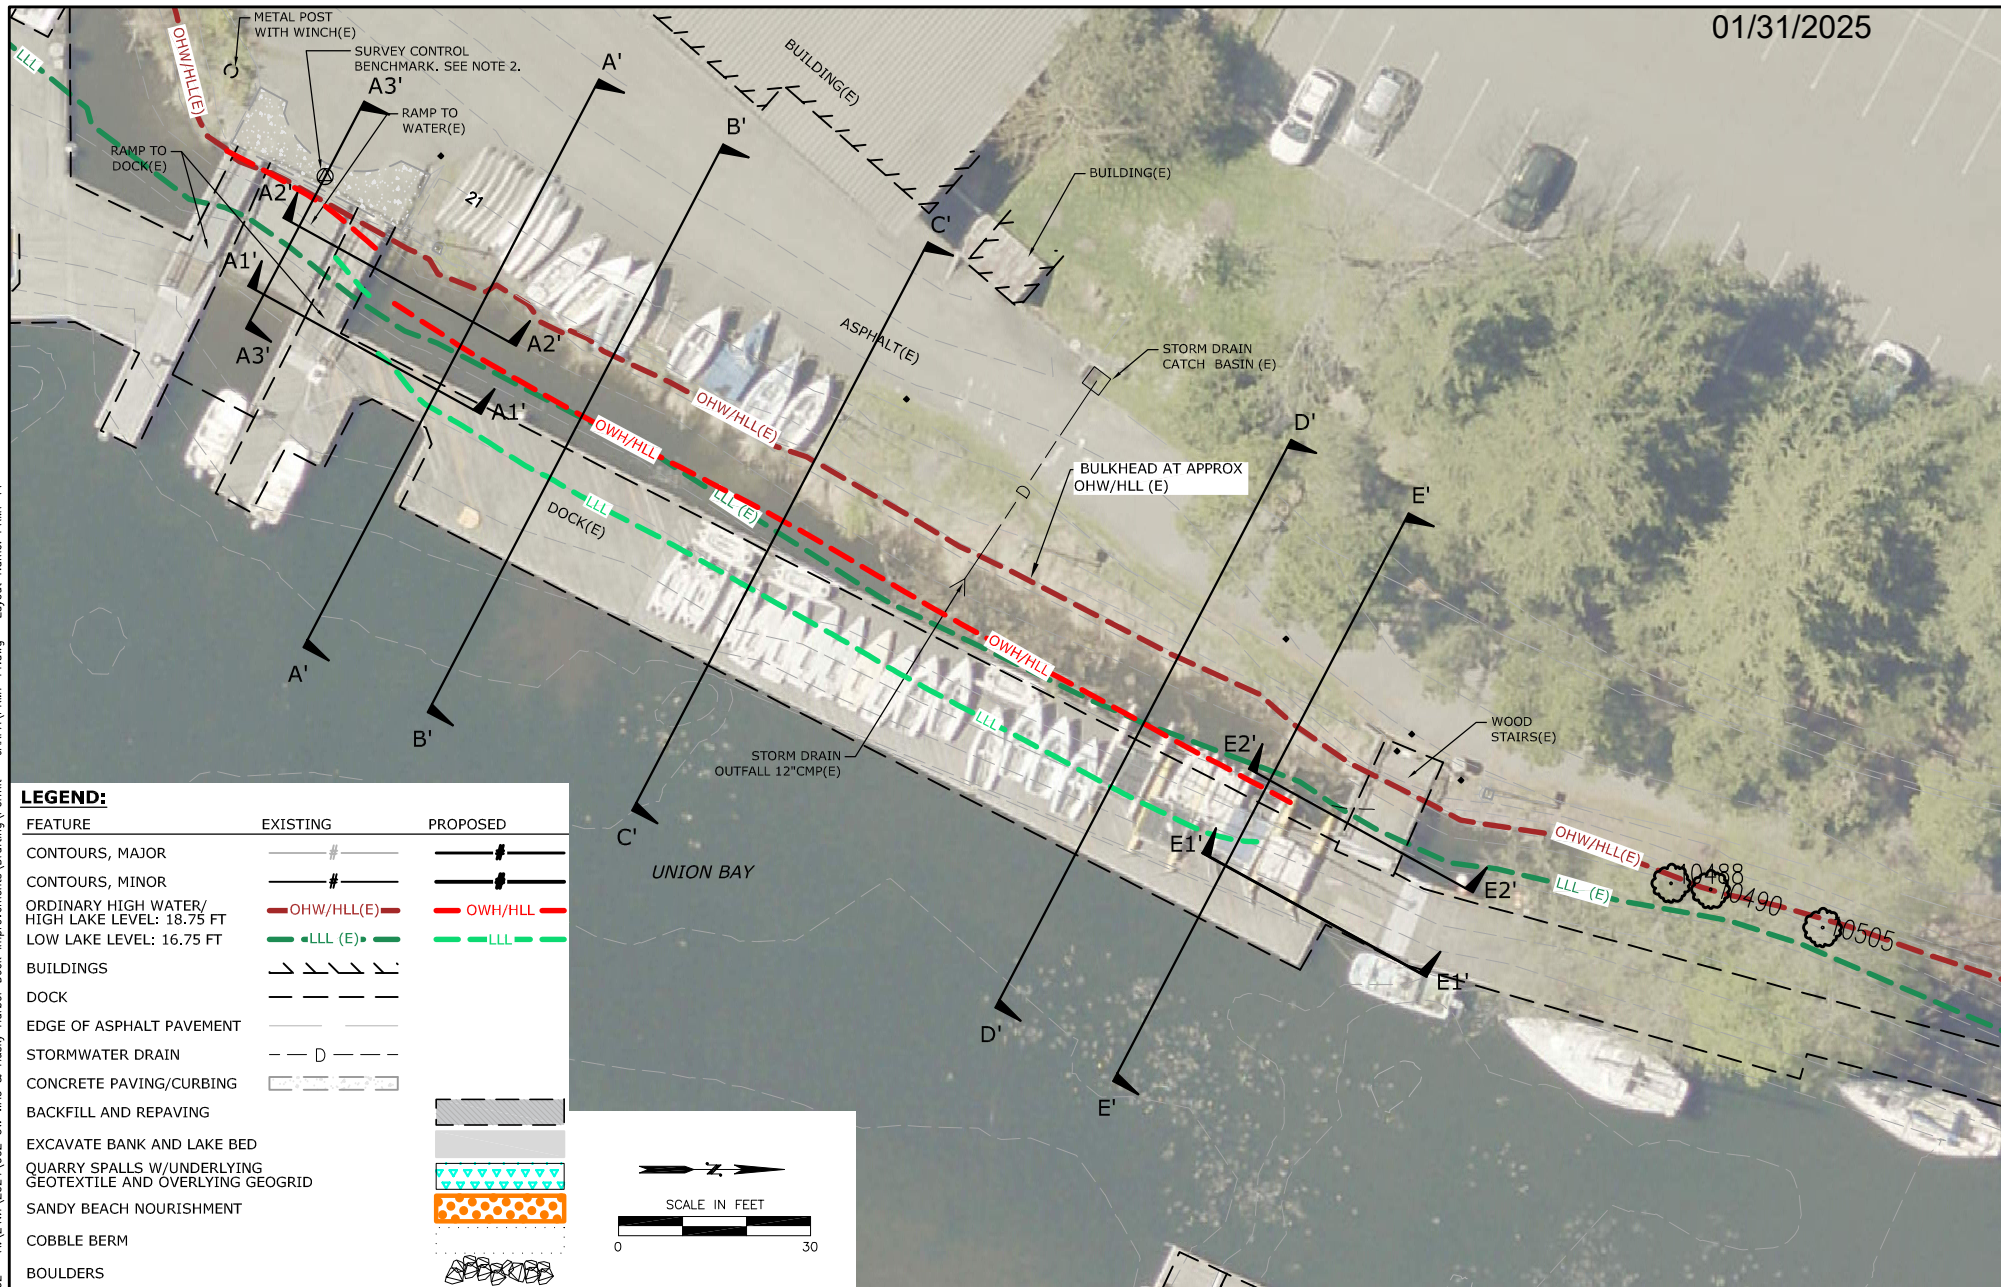 01/31/2025
METAL POST
WITH WINCH(E)
SURVEY CONTROL
BENCHMARK. SEE NOTE 2.
OHW/HLL(E)
LLL
A3'
A'
BUILDING(E)
RAMP TO
WATER(E)
RAMP TO
DOCK(E)
B'
A2'
21
BUILDING(E)
C'
A1'
A3'
A2'
ASPHALT(E)
STORM DRAIN
CATCH BASIN (E)
A1'
OHW/HLL(E)
OWH/HLL
D'
BULKHEAD AT APPROX
OHW/HLL (E)
D
LLL
LLL (E)
DOCK(E)
E'
OWH/HLL
A'
LLL
WOOD
STAIRS(E)
B'
STORM DRAIN
OUTFALL 12"CMP(E)
E2'
C'
E1'
OHW/HLL(E)
UNION BAY
E2'
LLL (E)
10488
10490
10505
E1'
D'
E'
LEGEND:
FEATURE EXISTING PROPOSED
CONTOURS, MAJOR # #
CONTOURS, MINOR # #
ORDINARY HIGH WATER/
HIGH LAKE LEVEL: 18.75 FT OHW/HLL(E) OWH/HLL
LOW LAKE LEVEL: 16.75 FT LLL (E) LLL
BUILDINGS
DOCK
EDGE OF ASPHALT PAVEMENT
STORMWATER DRAIN D
CONCRETE PAVING/CURBING
BACKFILL AND REPAVING
EXCAVATE BANK AND LAKE BED
QUARRY SPALLS W/UNDERLYING
GEOTEXTILE AND OVERLYING GEOGRID
SANDY BEACH NOURISHMENT
COBBLE BERM
BOULDERS
N
SCALE IN FEET
0 30